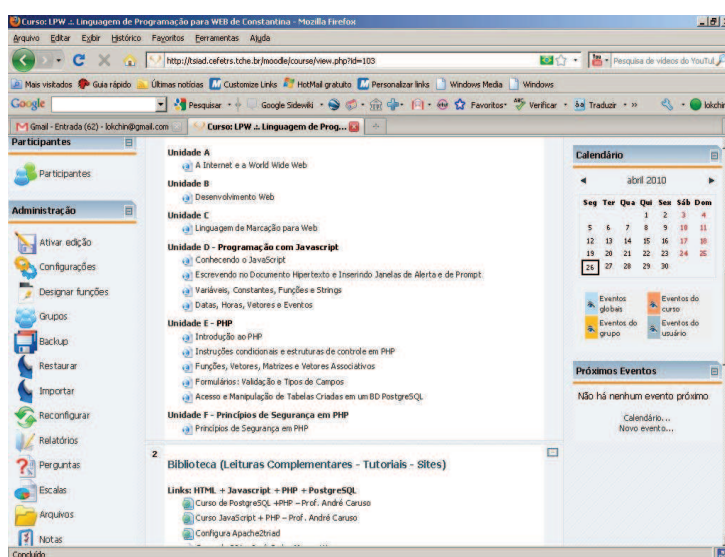 Curso: LPW .:. Linguagem de Programação para WEB de Constantina - Mozilla Firefox
Arquivo Editar Exibir Histórico Favoritos Ferramentas Ajuda
http://tsiad.cefetrs.tche.br/moodle/course/view.php?id=103
Pesquisa de vídeos do YouTul
Mais visitados Guia rápido Últimas notícias Customize Links HotMail gratuito Personalizar links Windows Media Windows
Google Pesquisar Google Sidewiki Favoritos Verificar Traduzir lokchin
Gmail - Entrada (62) - lokchin@gmail.com Curso: LPW .:. Linguagem de Prog...
Participantes
Participantes
Administração
Ativar edição
Configurações
Designar funções
Grupos
Backup
Restaurar
Importar
Reconfigurar
Relatórios
Perguntas
Escalas
Arquivos
Notas
Unidade A
A Internet e a World Wide Web
Unidade B
Desenvolvimento Web
Unidade C
Linguagem de Marcação para Web
Unidade D - Programação com Javascript
Conhecendo o JavaScript
Escrevendo no Documento Hipertexto e Inserindo Janelas de Alerta e de Prompt
Variáveis, Constantes, Funções e Strings
Datas, Horas, Vetores e Eventos
Unidade E - PHP
Introdução ao PHP
Instruções condicionais e estruturas de controle em PHP
Funções, Vetores, Matrizes e Vetores Associativos
Formulários: Validação e Tipos de Campos
Acesso e Manipulação de Tabelas Criadas em um BD PostgreSQL
Unidade F - Princípios de Segurança em PHP
Princípios de Segurança em PHP
2
Biblioteca (Leituras Complementares - Tutoriais - Sites)
Links: HTML + Javascript + PHP + PostgreSQL
Curso de PostgreSQL +PHP – Prof. André Caruso
Curso JavaScript + PHP – Prof. André Caruso
Configura Apache2triad
Calendário
abril 2010
Seg Ter Qua Qui Sex Sáb Dom
1 2 3 4
5 6 7 8 9 10 11
12 13 14 15 16 17 18
19 20 21 22 23 24 25
26 27 28 29 30
Eventos globais
Eventos do curso
Eventos do grupo
Eventos do usuário
Próximos Eventos
Não há nenhum evento próximo
Calendário...
Novo evento...
Concluído